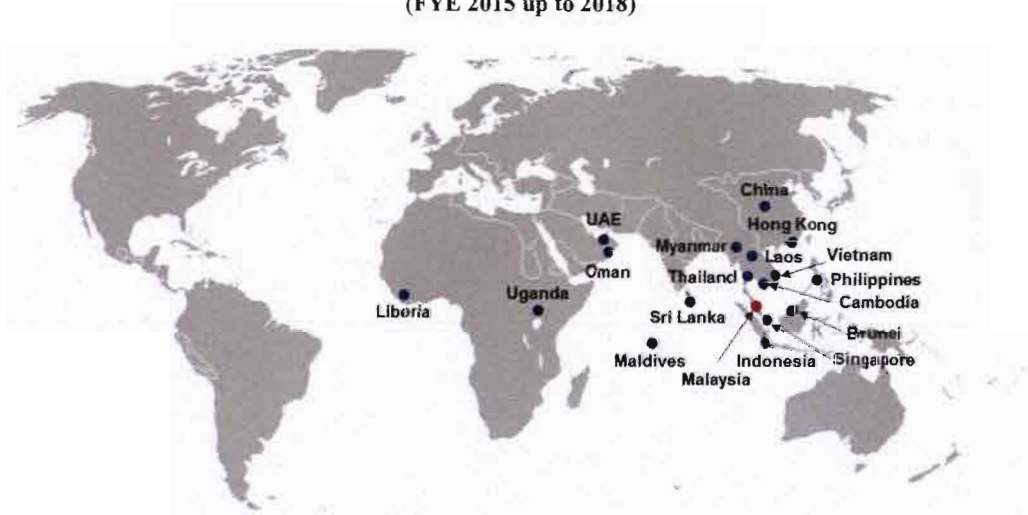 (FYE 2015 up to 2018)
China
Hong Kong
UAE
Myanmar
Laos
Vietnam
Oman
Thailand
Philippines
Liberia
Uganda
Cambodia
Sri Lanka
Brunei
Maldives
Indonesia
Singapore
Malaysia